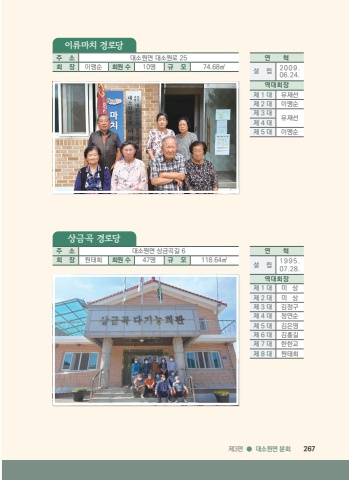 이류마치 경로당
주 소 대소원면 대소원로 25
회 장 이명순 회원 수 10명 규 모 74.68㎡
연 혁
설 립 2009.
06.24.
역대회장
제 1 대 유재선
제 2 대 이명순
제 3 대 유재선
제 4 대
제 5 대 이명순
마치
상금곡 경로당
주 소 대소원면 상금곡길 6
회 장 원태희 회원 수 47명 규 모 118.64㎡
연 혁
설 립 1995.
07.28.
역대회장
제 1 대 미 상
제 2 대 미 상
제 3 대 김정구
제 4 대 정연순
제 5 대 김은영
제 6 대 김흥길
제 7 대 한헌교
제 8 대 원태희
상금곡 다기능회관
제3편 ● 대소원면 문화 267